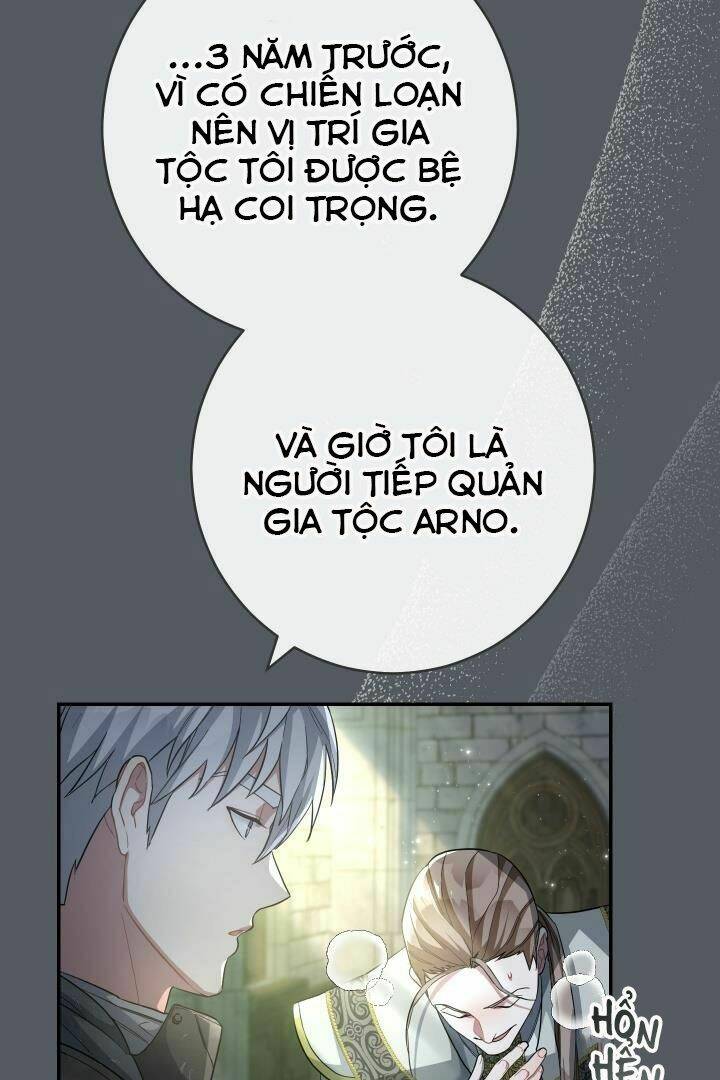 ...3 NĂM TRƯỚC,
VÌ CÓ CHIẾN LOẠN
NÊN VỊ TRÍ GIA
TỘC TÔI ĐƯỢC BỆ
HẠ COI TRỌNG.
VÀ GIỜ TÔI LÀ
NGƯỜI TIẾP QUẢN
GIA TỘC ARNO.
HỔN
HỂN